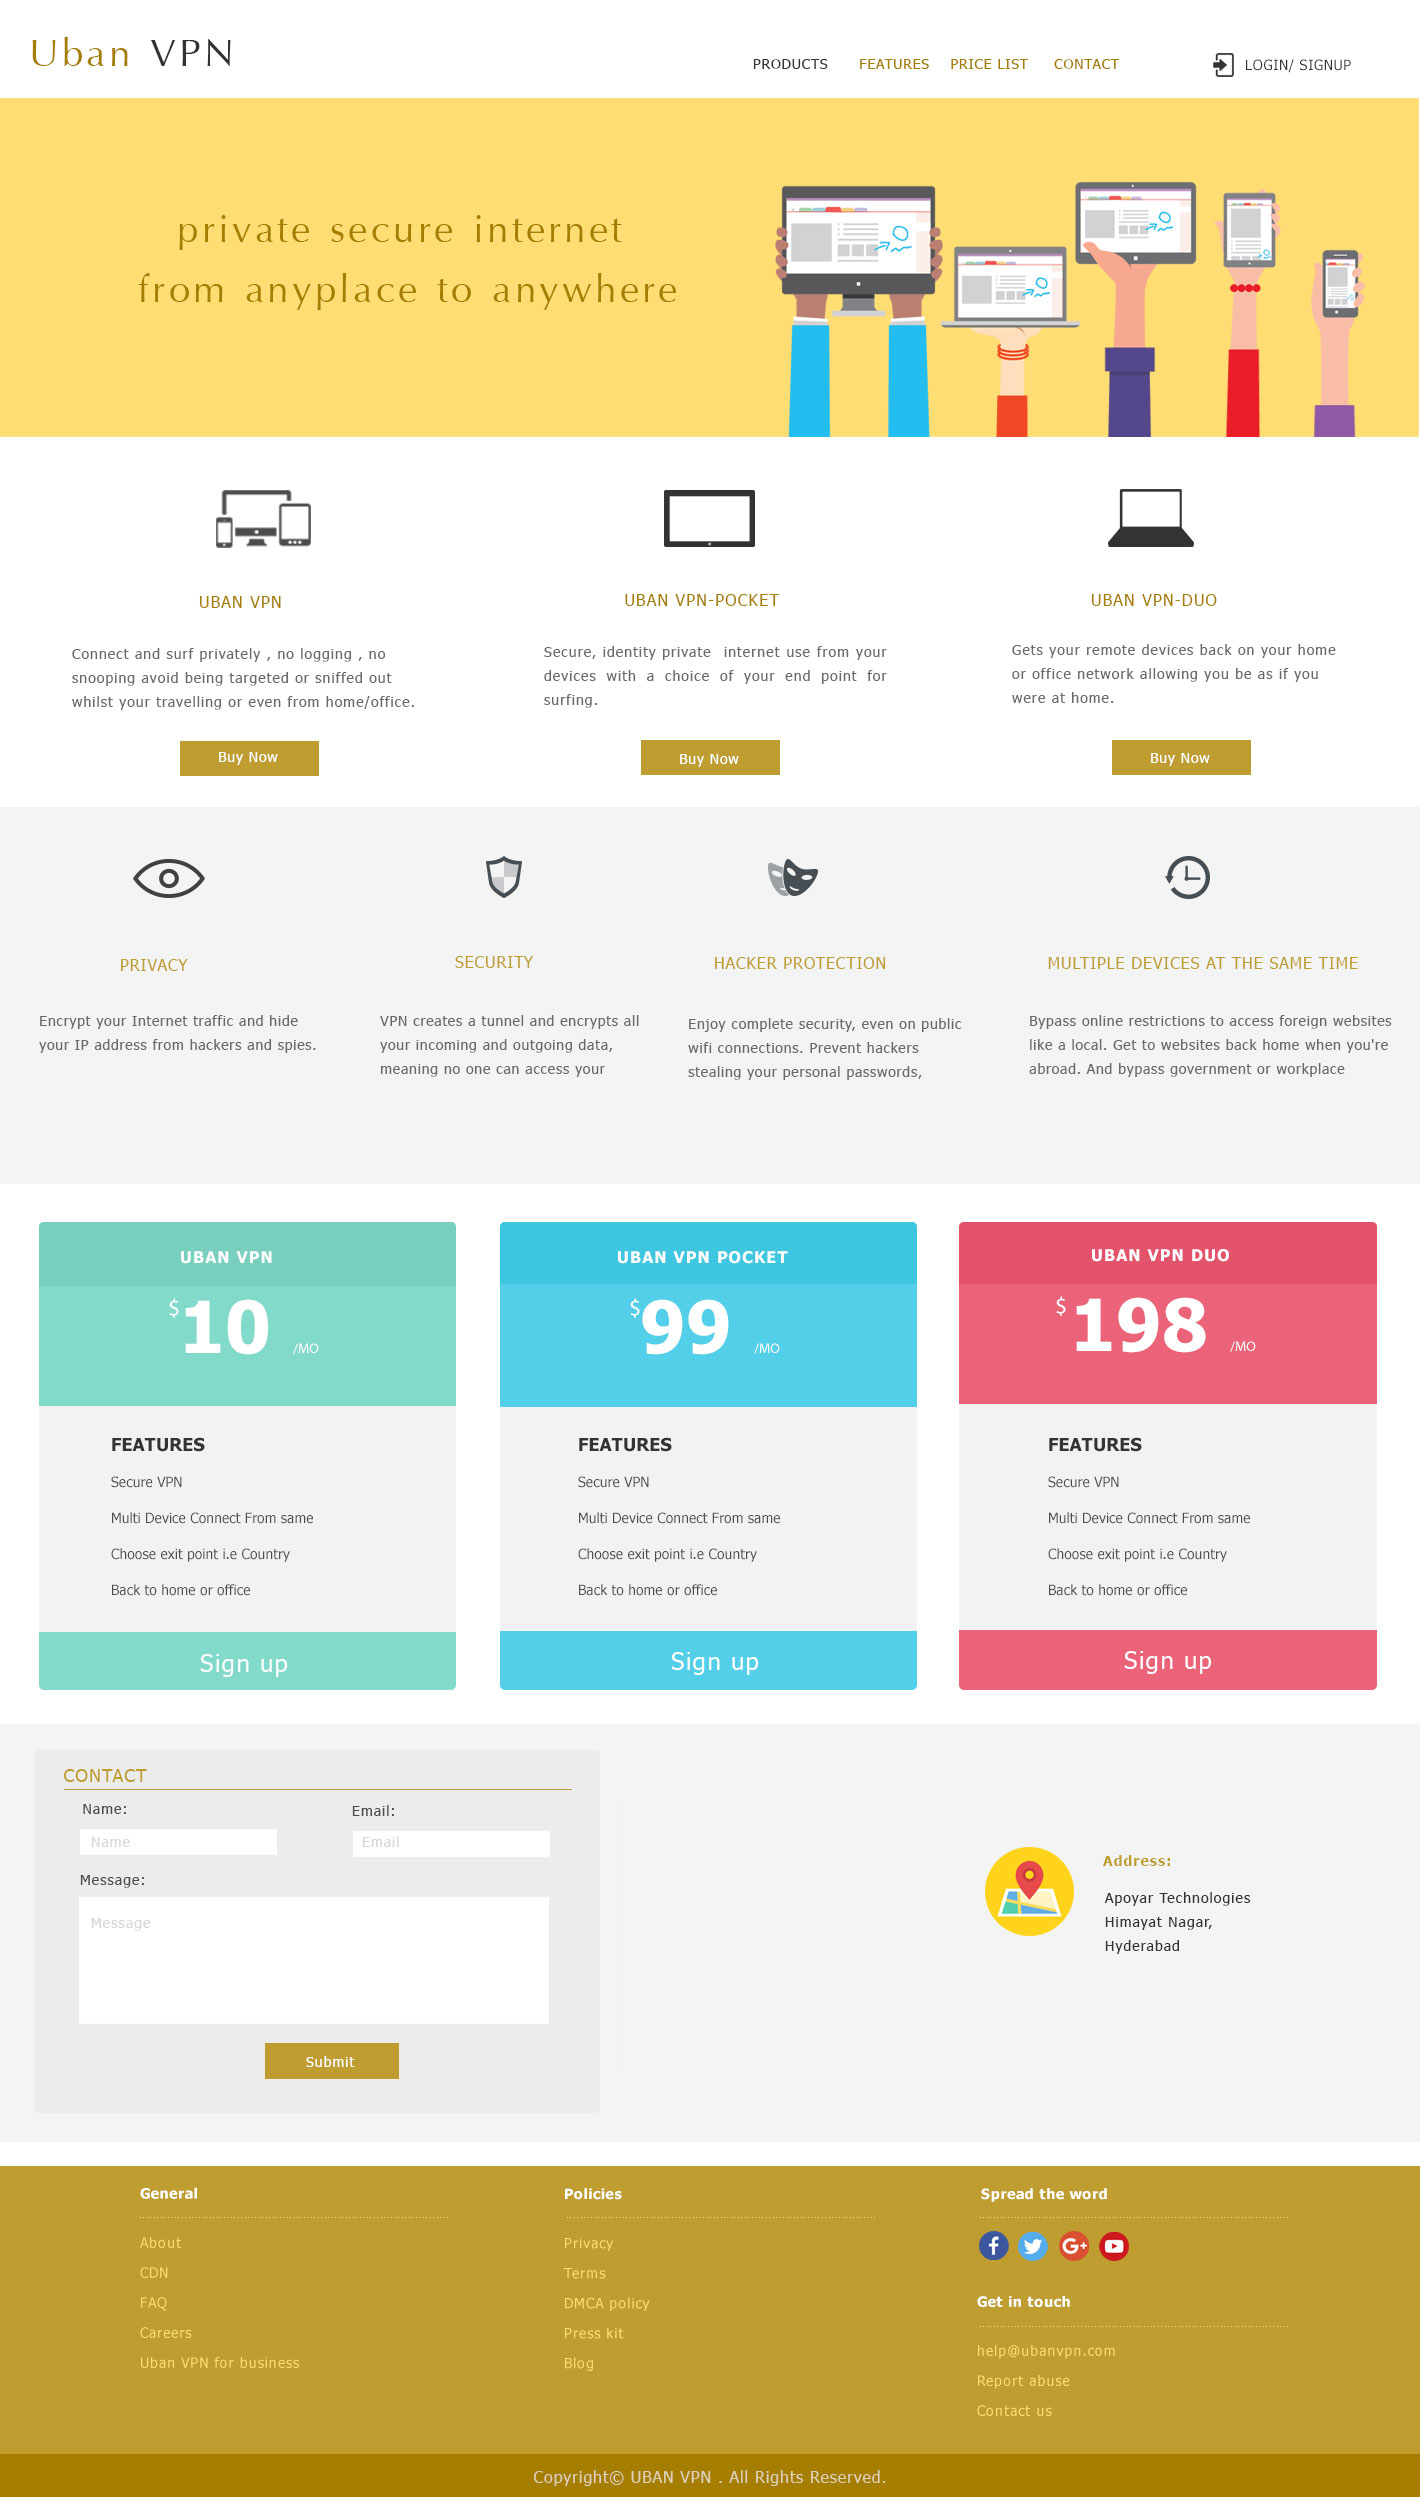 Uban VPN
PRODUCTS FEATURES PRICE LIST CONTACT LOGIN/ SIGNUP
private secure internet
from anyplace to anywhere
UBAN VPN
Connect and surf privately , no logging , no
snooping avoid being targeted or sniffed out
whilst your travelling or even from home/office.
Buy Now
UBAN VPN-POCKET
Secure, identity private internet use from your
devices with a choice of your end point for
surfing.
Buy Now
UBAN VPN-DUO
Gets your remote devices back on your home
or office network allowing you be as if you
were at home.
Buy Now
PRIVACY
Encrypt your Internet traffic and hide
your IP address from hackers and spies.
SECURITY
VPN creates a tunnel and encrypts all
your incoming and outgoing data,
meaning no one can access your
HACKER PROTECTION
Enjoy complete security, even on public
wifi connections. Prevent hackers
stealing your personal passwords,
MULTIPLE DEVICES AT THE SAME TIME
Bypass online restrictions to access foreign websites
like a local. Get to websites back home when you're
abroad. And bypass government or workplace
UBAN VPN
$10 /MO
FEATURES
Secure VPN
Multi Device Connect From same
Choose exit point i.e Country
Back to home or office
Sign up
UBAN VPN POCKET
$99 /MO
FEATURES
Secure VPN
Multi Device Connect From same
Choose exit point i.e Country
Back to home or office
Sign up
UBAN VPN DUO
$198 /MO
FEATURES
Secure VPN
Multi Device Connect From same
Choose exit point i.e Country
Back to home or office
Sign up
CONTACT
Name: Email:
Name Email
Message:
Message
Submit
Address:
Apoyar Technologies
Himayat Nagar,
Hyderabad
General
About
CDN
FAQ
Careers
Uban VPN for business
Policies
Privacy
Terms
DMCA policy
Press kit
Blog
Spread the word
f G+
Get in touch
help@ubanvpn.com
Report abuse
Contact us
Copyright© UBAN VPN . All Rights Reserved.